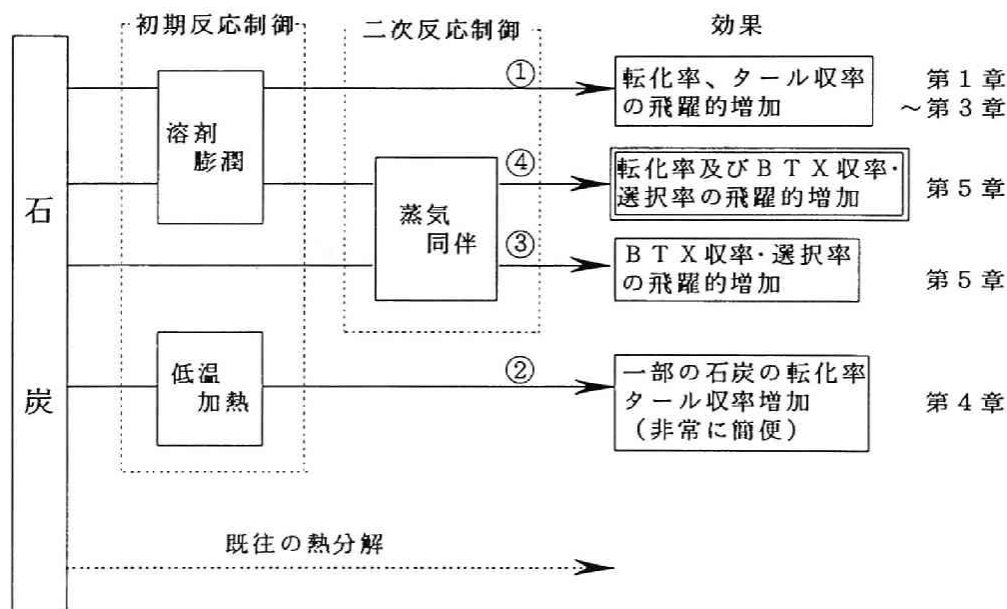 初期反応制御
二次反応制御
効果
石
炭
溶剤
膨潤
①
転化率、タール収率
の飛躍的増加
第1章
～第3章
蒸気
同伴
④
転化率及びBTX収率・
選択率の飛躍的増加
第5章
③
BTX収率・選択率
の飛躍的増加
第5章
低温
加熱
②
一部の石炭の転化率
タール収率増加
（非常に簡便）
第4章
既往の熱分解